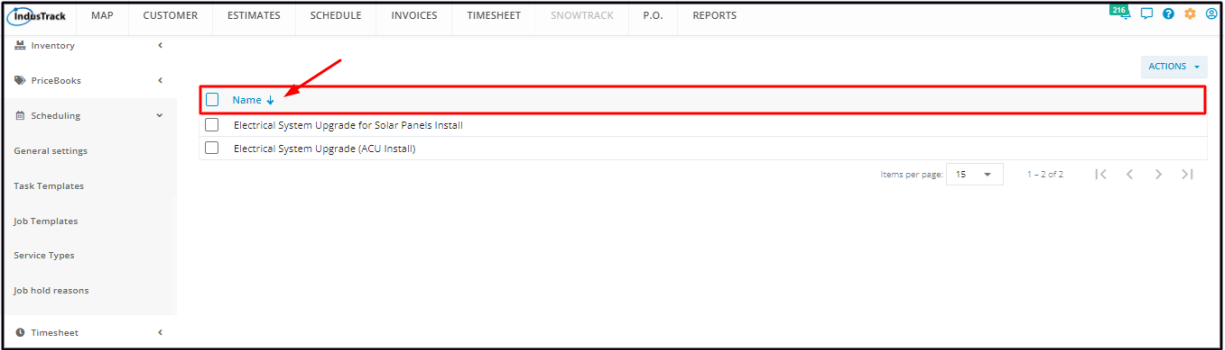 IndusTrack MAP CUSTOMER ESTIMATES SCHEDULE INVOICES TIMESHEET SNOWTRACK P.O. REPORTS 216
Inventory
PriceBooks
Scheduling
General settings
Task Templates
Job Templates
Service Types
Job hold reasons
Timesheet
ACTIONS
Name
Electrical System Upgrade for Solar Panels Install
Electrical System Upgrade (ACU Install)
Items per page: 15 1 – 2 of 2